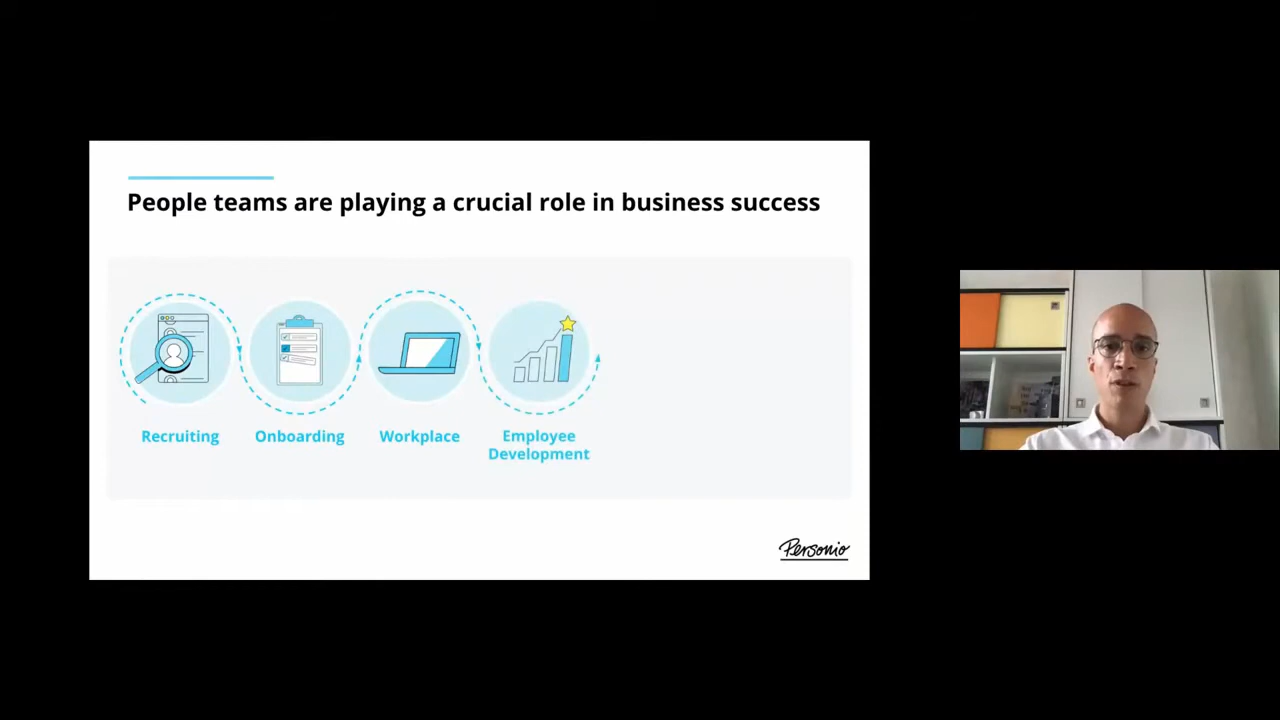 People teams are playing a crucial role in business success
Recruiting
Onboarding
Workplace
Employee
Development
Personio